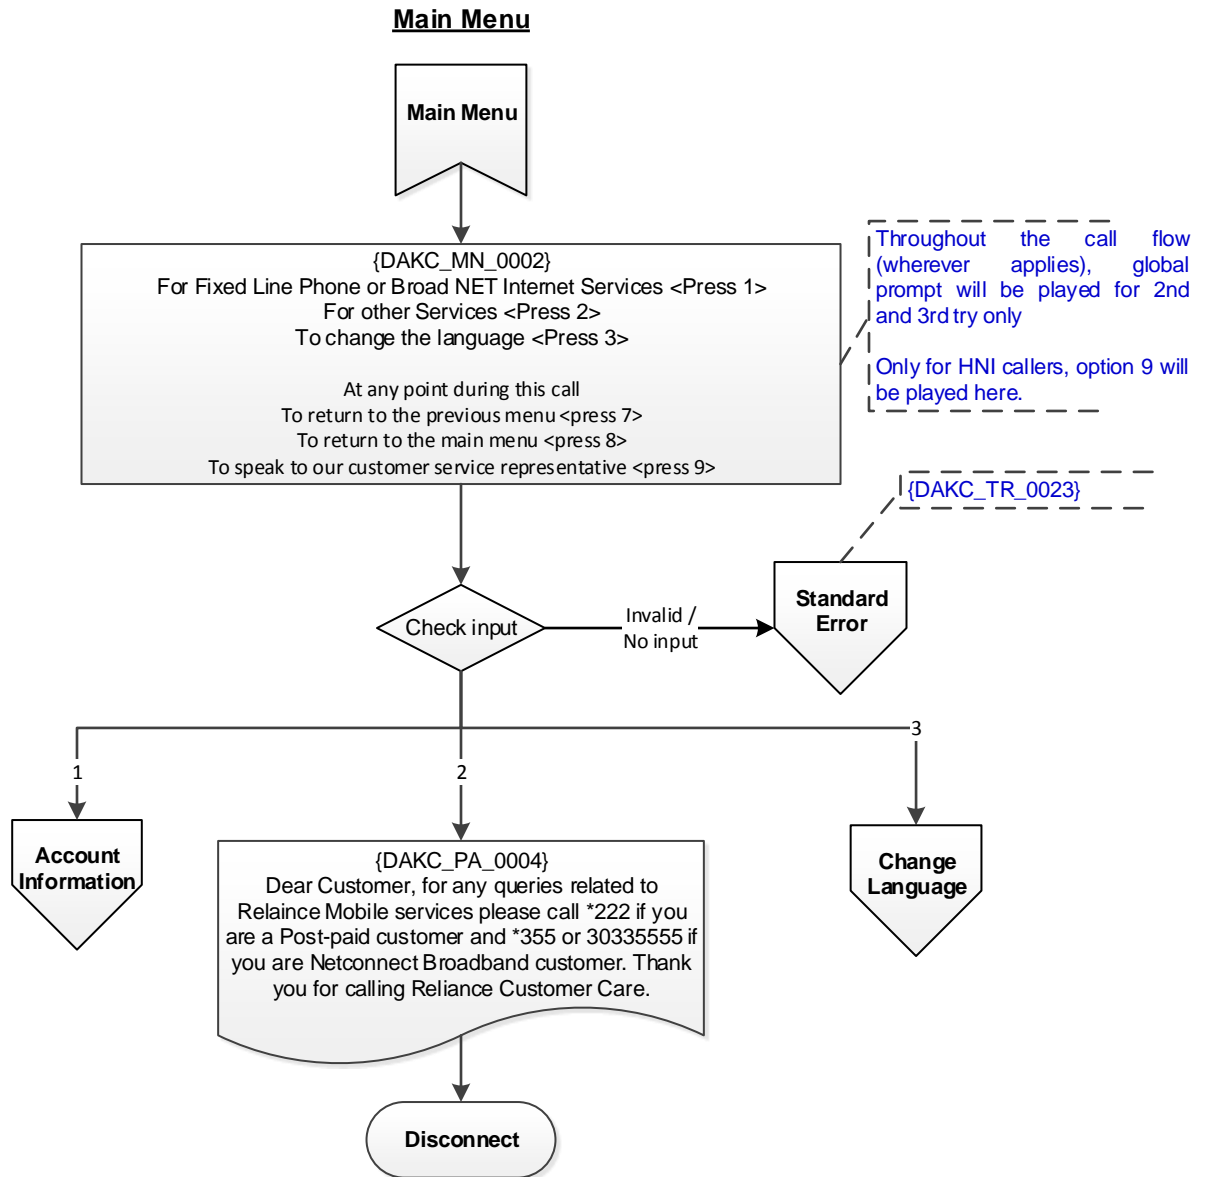 Main Menu
Main Menu
{DAKC_MN_0002}
For Fixed Line Phone or Broad NET Internet Services <Press 1>
For other Services <Press 2>
To change the language <Press 3>
At any point during this call
To return to the previous menu <press 7>
To return to the main menu <press 8>
To speak to our customer service representative <press 9>
Throughout the call flow
(wherever applies), global
prompt will be played for 2nd
and 3rd try only
Only for HNI callers, option 9 will
be played here.
{DAKC_TR_0023}
Standard
Error
Check input
Invalid /
No input
1
2
3
Account
Information
{DAKC_PA_0004}
Dear Customer, for any queries related to
Relaince Mobile services please call *222 if you
are a Post-paid customer and *355 or 30335555 if
you are Netconnect Broadband customer. Thank
you for calling Reliance Customer Care.
Change
Language
Disconnect